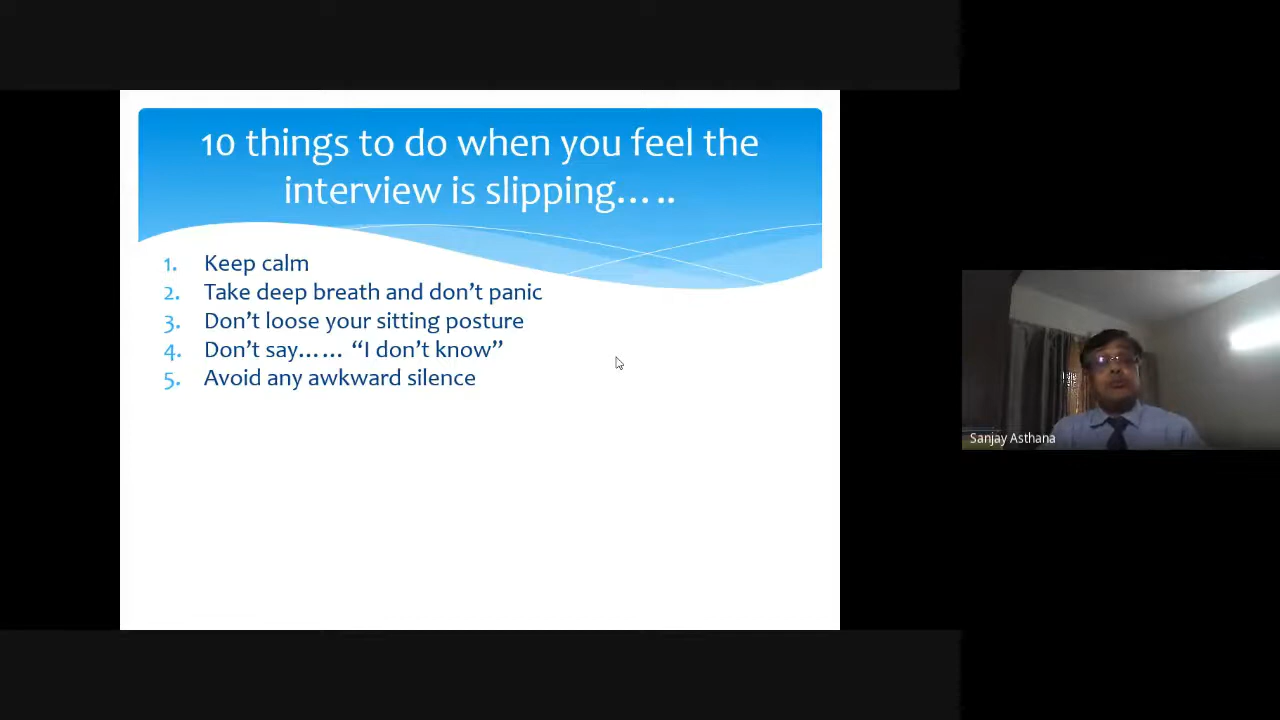 10 things to do when you feel the
interview is slipping…..
1. Keep calm
2. Take deep breath and don’t panic
3. Don’t loose your sitting posture
4. Don’t say…… “I don’t know”
5. Avoid any awkward silence
Sanjay Asthana